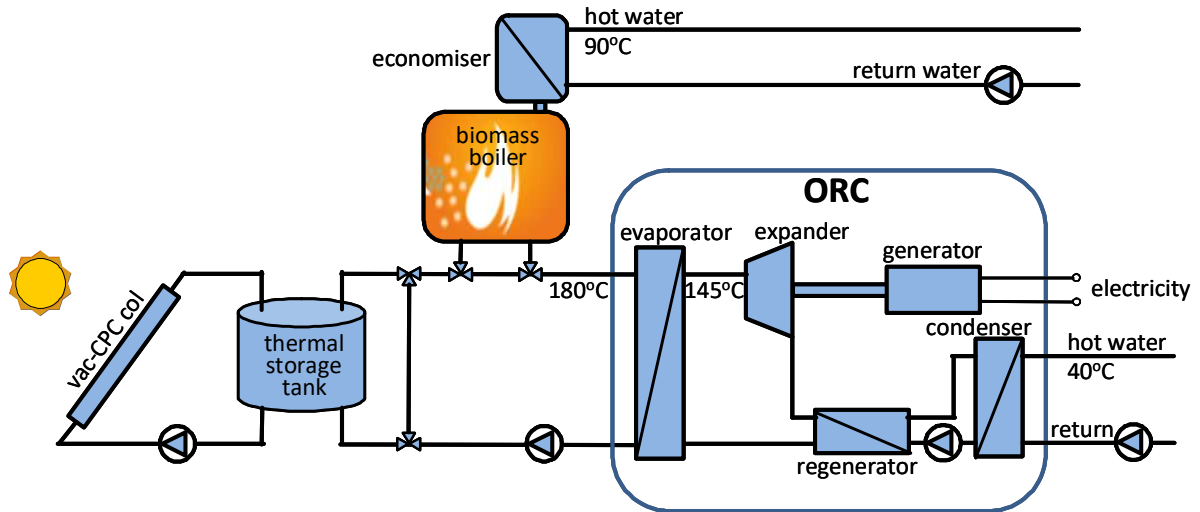 hot water
90°C
economiser
return water
biomass
boiler
ORC
evaporator
expander
generator
180°C
145°C
electricity
vac-CPC col
thermal
storage
tank
condenser
hot water
40°C
regenerator
return